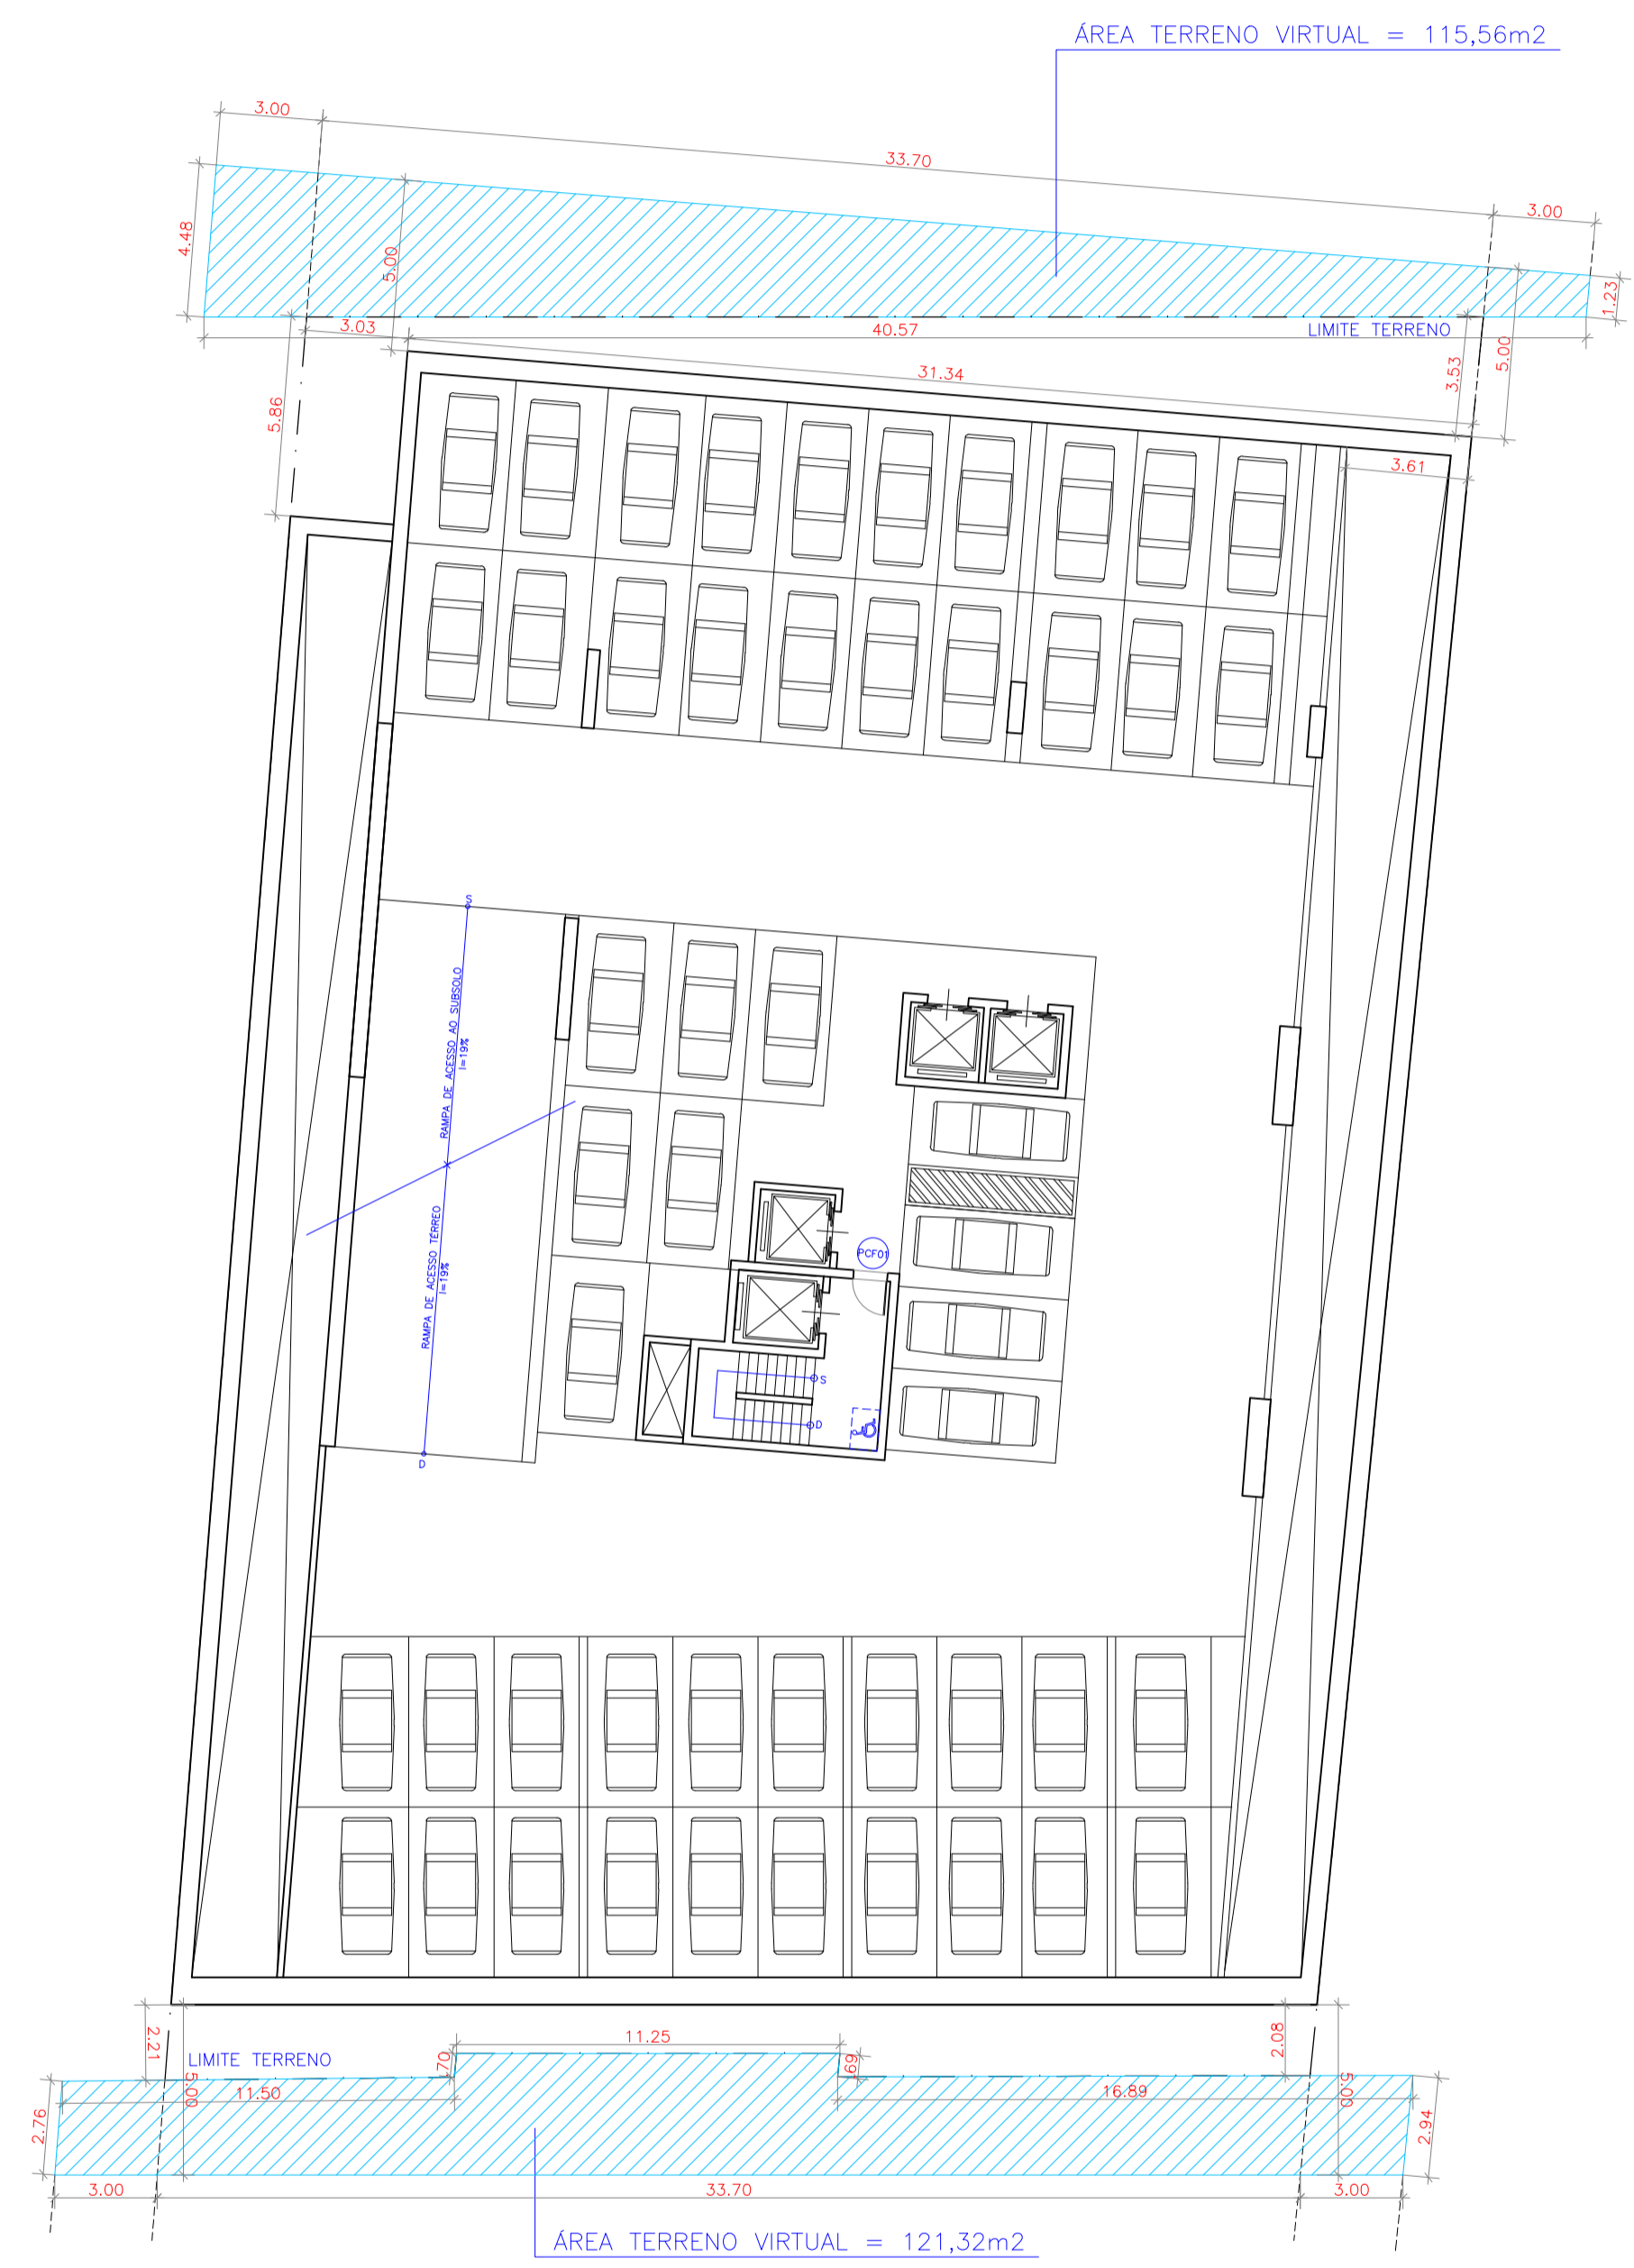 ÁREA TERRENO VIRTUAL = 115,56m2
3.00
33.70
3.00
4.48
5.00
1.23
3.03
40.57
LIMITE TERRENO
5.00
3.53
31.34
5.86
3.61
S
RAMPA DE ACESSO AO SUBSOLO
I=19%
RAMPA DE ACESSO TÉRREO
I=19%
D
PCF01
S
D
2.21
LIMITE TERRENO
11.25
2.08
.70
.69
5.00
11.50
16.89
5.00
2.76
2.94
3.00
33.70
3.00
ÁREA TERRENO VIRTUAL = 121,32m2